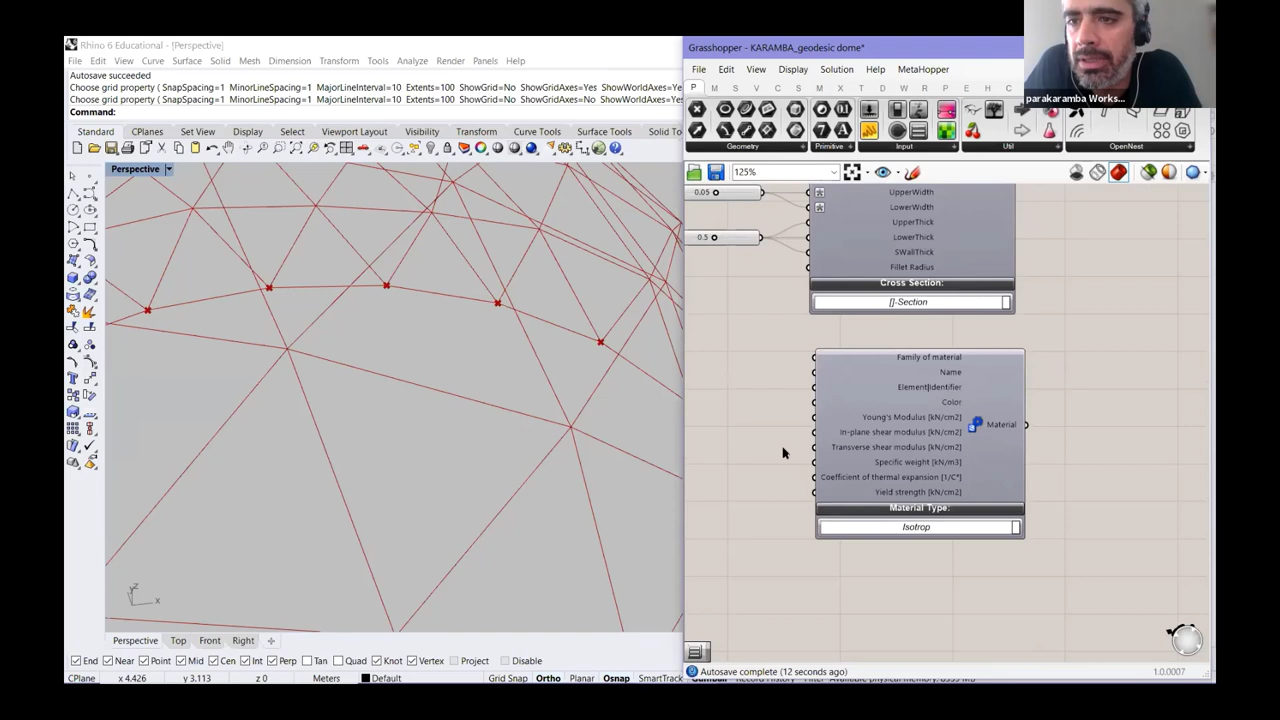 Rhino 6 Educational - [Perspective]
File Edit View Curve Surface Solid Mesh Dimension Transform Tools Analyze Render Panels Help
Autosave succeeded
Choose grid property ( SnapSpacing=1 MinorLineSpacing=1 MajorLineInterval=10 Extents=100 ShowGrid=No ShowGridAxes=Yes ShowWorldAxes=Yes
Choose grid property ( SnapSpacing=1 MinorLineSpacing=1 MajorLineInterval=10 Extents=100 ShowGrid=No ShowGridAxes=Yes ShowWorldAxes=Yes
Command:
Standard CPlanes Set View Display Select Viewport Layout Visibility Transform Curve Tools Surface Tools Solid To
Perspective
z
x
Perspective Top Front Right
End Near Point Mid Cen Int Perp Tan Quad Knot Vertex Project Disable
CPlane x 4.426 y 3.113 z 0 Meters Default Grid Snap Ortho Planar Osnap SmartTrack
Grasshopper - KARAMBA_geodesic dome*
File Edit View Display Solution Help MetaHopper
P
Geometry Primitive Input Util OpenNest
125%
0.05
0.5
UpperWidth
LowerWidth
UpperThick
LowerThick
SWallThick
Fillet Radius
Cross Section:
[]-Section
Family of material
Name
Element|Identifier
Color
Young's Modulus [kN/cm2]
In-plane shear modulus [kN/cm2]
Transverse shear modulus [kN/cm2]
Specific weight [kN/m3]
Coefficient of thermal expansion [1/C°]
Yield strength [kN/cm2]
Material
Material Type:
Isotrop
Autosave complete (12 seconds ago)
1.0.0007
parakaramba Works...